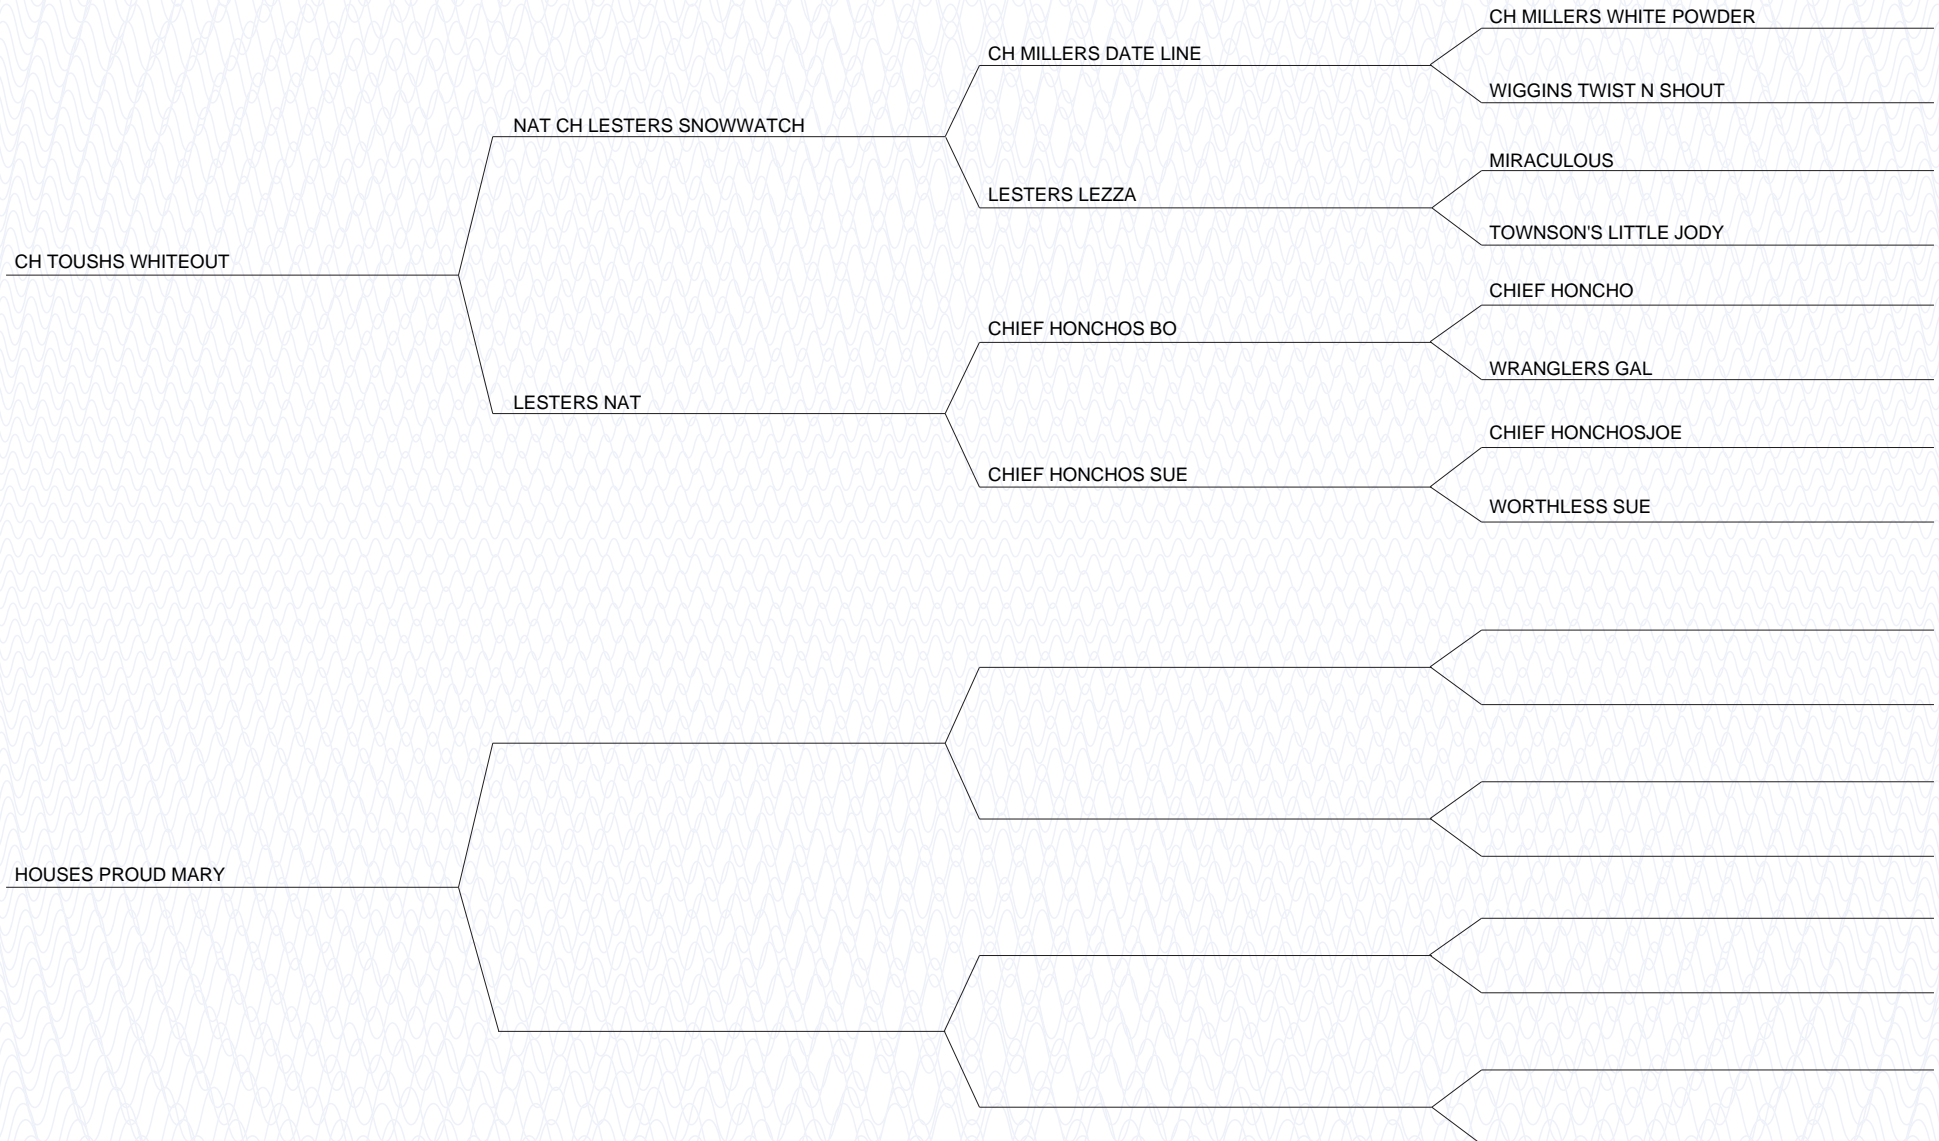 CH MILLERS WHITE POWDER
CH MILLERS DATE LINE
WIGGINS TWIST N SHOUT
NAT CH LESTERS SNOWWATCH
MIRACULOUS
LESTERS LEZZA
TOWNSON'S LITTLE JODY
CH TOUSHS WHITEOUT
CHIEF HONCHO
CHIEF HONCHOS BO
WRANGLERS GAL
LESTERS NAT
CHIEF HONCHOSJOE
CHIEF HONCHOS SUE
WORTHLESS SUE
HOUSES PROUD MARY